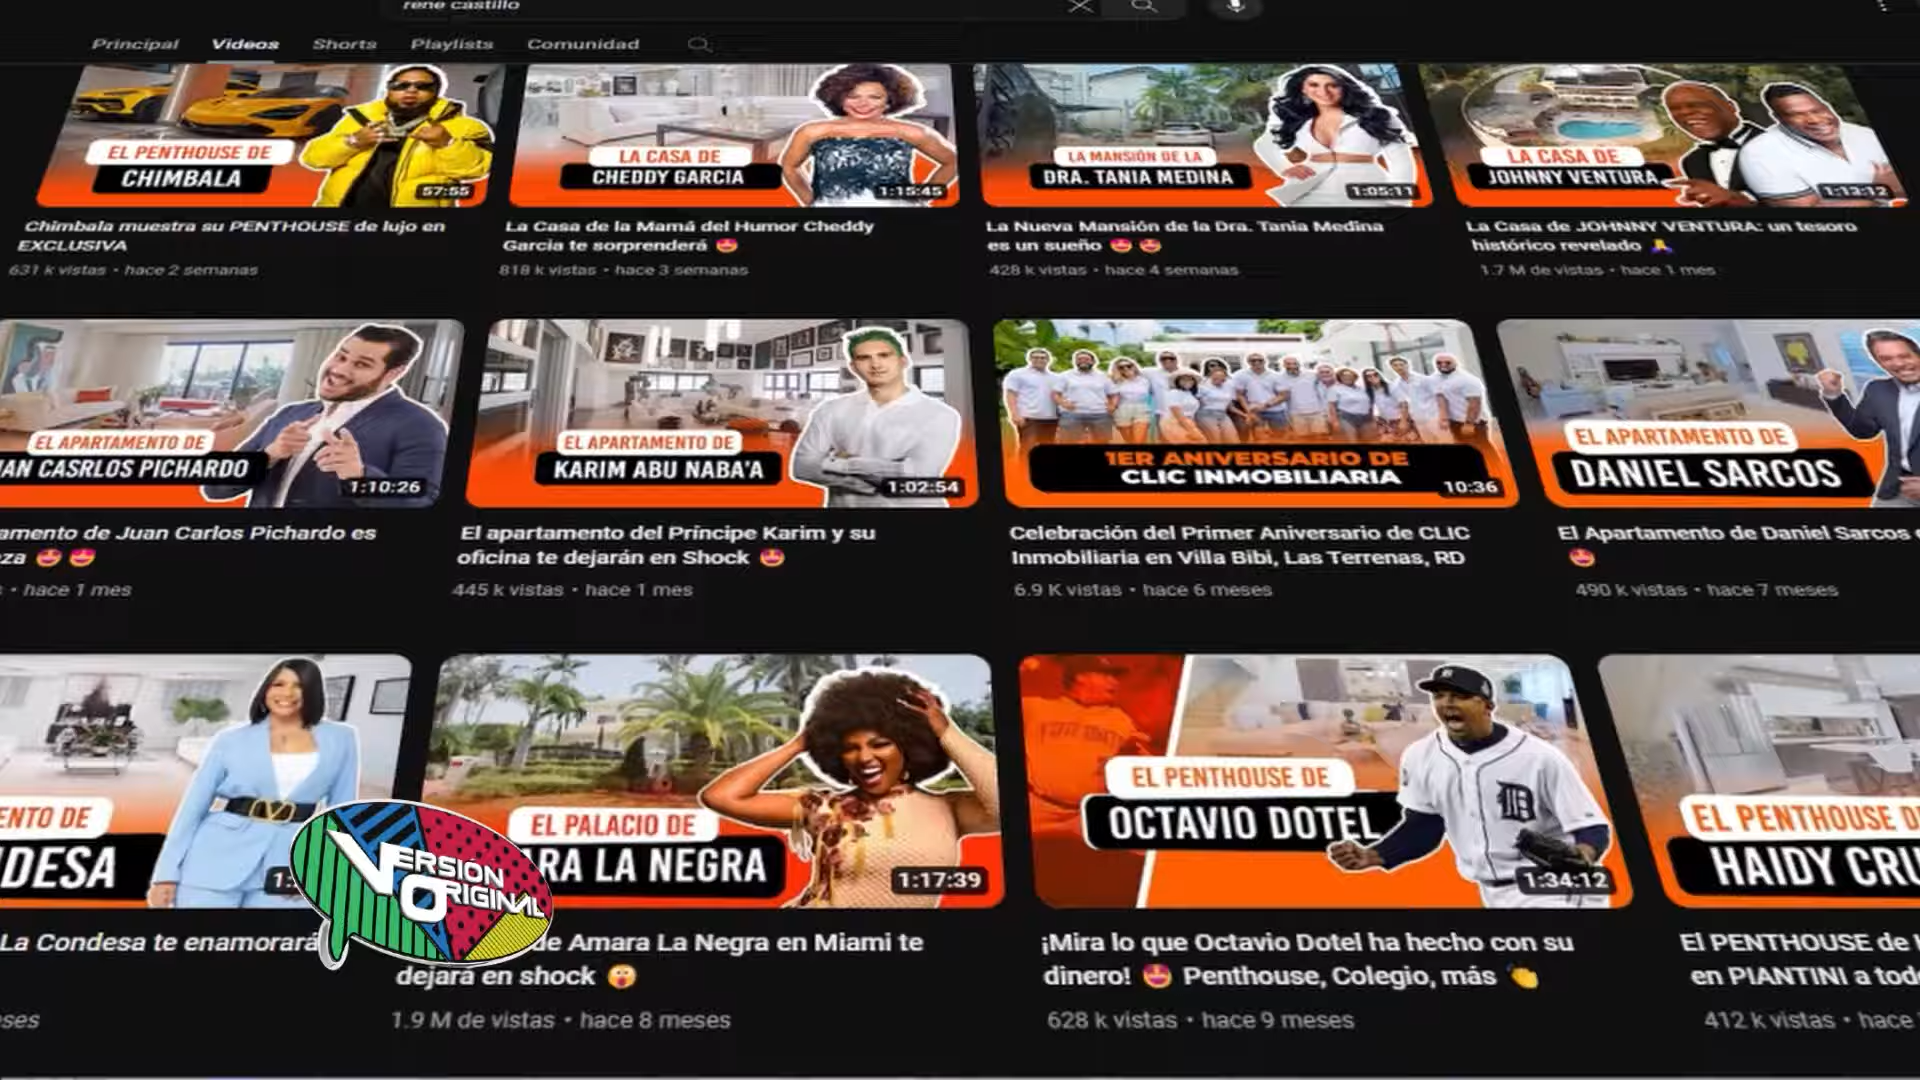 rene castillo
Principal Videos Shorts Playlists Comunidad
EL PENTHOUSE DE
CHIMBALA
57:55
Chimbala muestra su PENTHOUSE de lujo en
EXCLUSIVA
631 k vistas • hace 2 semanas
LA CASA DE
CHEDDY GARCIA
1:15:45
La Casa de la Mamá del Humor Cheddy
Garcia te sorprenderá 🤩
818 k vistas • hace 3 semanas
LA MANSIÓN DE LA
DRA. TANIA MEDINA
1:05:11
La Nueva Mansión de la Dra. Tania Medina
es un sueño 🤩 🤩
428 k vistas • hace 4 semanas
LA CASA DE
JOHNNY VENTURA
1:13:12
La Casa de JOHNNY VENTURA: un tesoro
histórico revelado
1.7 M de vistas • hace 1 mes
EL APARTAMENTO DE
AN CASRLOS PICHARDO
1:10:26
amento de Juan Carlos Pichardo es
za 🤩 🤩
• hace 1 mes
EL APARTAMENTO DE
KARIM ABU NABA'A
1:02:54
El apartamento del Príncipe Karim y su
oficina te dejarán en Shock 🤩
445 k vistas • hace 1 mes
1ER ANIVERSARIO DE
CLIC INMOBILIARIA
10:36
Celebración del Primer Aniversario de CLIC
Inmobiliaria en Villa Bibi, Las Terrenas, RD
6.9 K vistas • hace 6 meses
EL APARTAMENTO DE
DANIEL SARCOS
El Apartamento de Daniel Sarcos
🤩
490 k vistas • hace 7 meses
ENTO DE
DESA
1:
La Condesa te enamorará
ses
VERSIÓN
ORIGINAL
EL PALACIO DE
RA LA NEGRA
1:17:39
de Amara La Negra en Miami te
dejará en shock 😲
1.9 M de vistas • hace 8 meses
EL PENTHOUSE DE
OCTAVIO DOTEL
D
1:34:12
¡Mira lo que Octavio Dotel ha hecho con su
dinero! 🤩 Penthouse, Colegio, más 👏
628 k vistas • hace 9 meses
EL PENTHOUSE D
HAIDY CRU
El PENTHOUSE de
en PIANTINI a tod
412 k vistas • hace